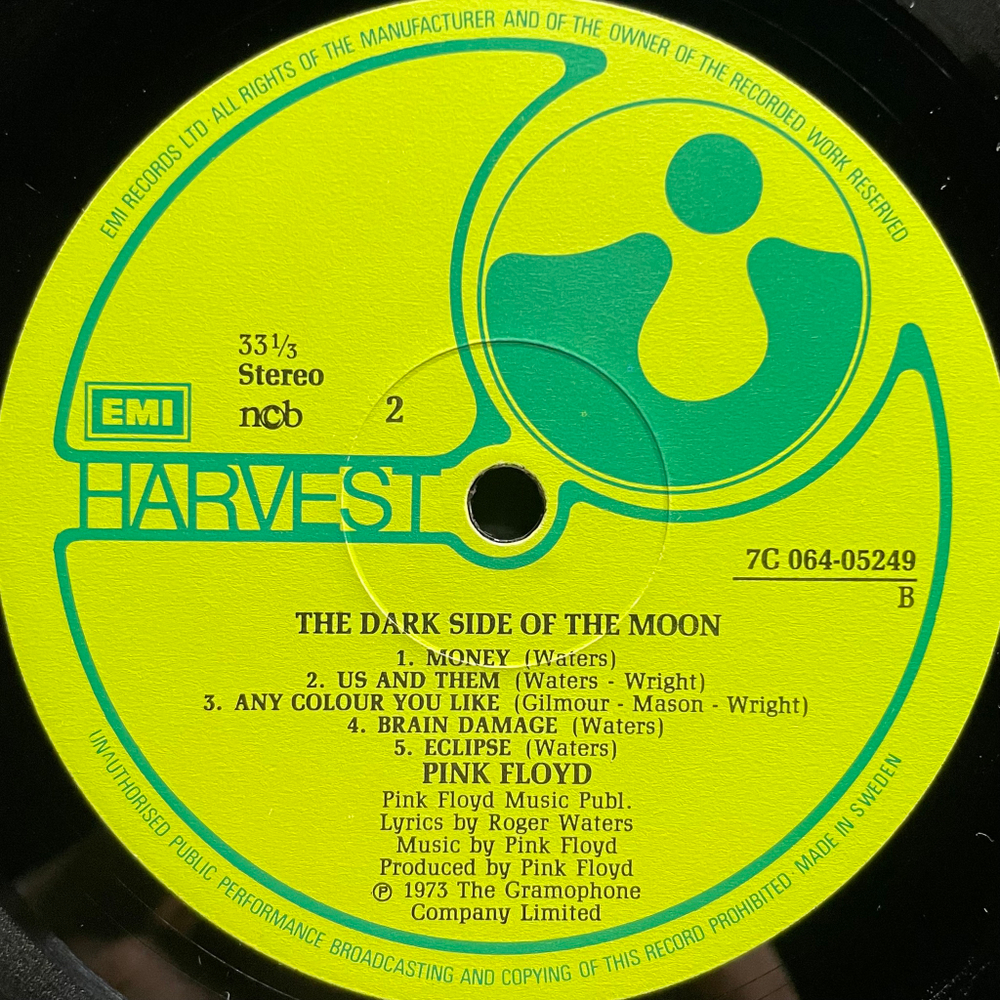 EMI RECORDS LTD · ALL RIGHTS OF THE MANUFACTURER AND OF THE OWNER OF THE RECORDED WORK RESERVED
33⅓
Stereo
EMI
ncb
2
HARVEST
7C 064-05249
B
THE DARK SIDE OF THE MOON
1. MONEY (Waters)
2. US AND THEM (Waters - Wright)
3. ANY COLOUR YOU LIKE (Gilmour - Mason - Wright)
4. BRAIN DAMAGE (Waters)
5. ECLIPSE (Waters)
PINK FLOYD
Pink Floyd Music Publ.
Lyrics by Roger Waters
Music by Pink Floyd
Produced by Pink Floyd
℗ 1973 The Gramophone
Company Limited
UNAUTHORISED PUBLIC PERFORMANCE BROADCASTING AND COPYING OF THIS RECORD PROHIBITED MADE IN SWEDEN